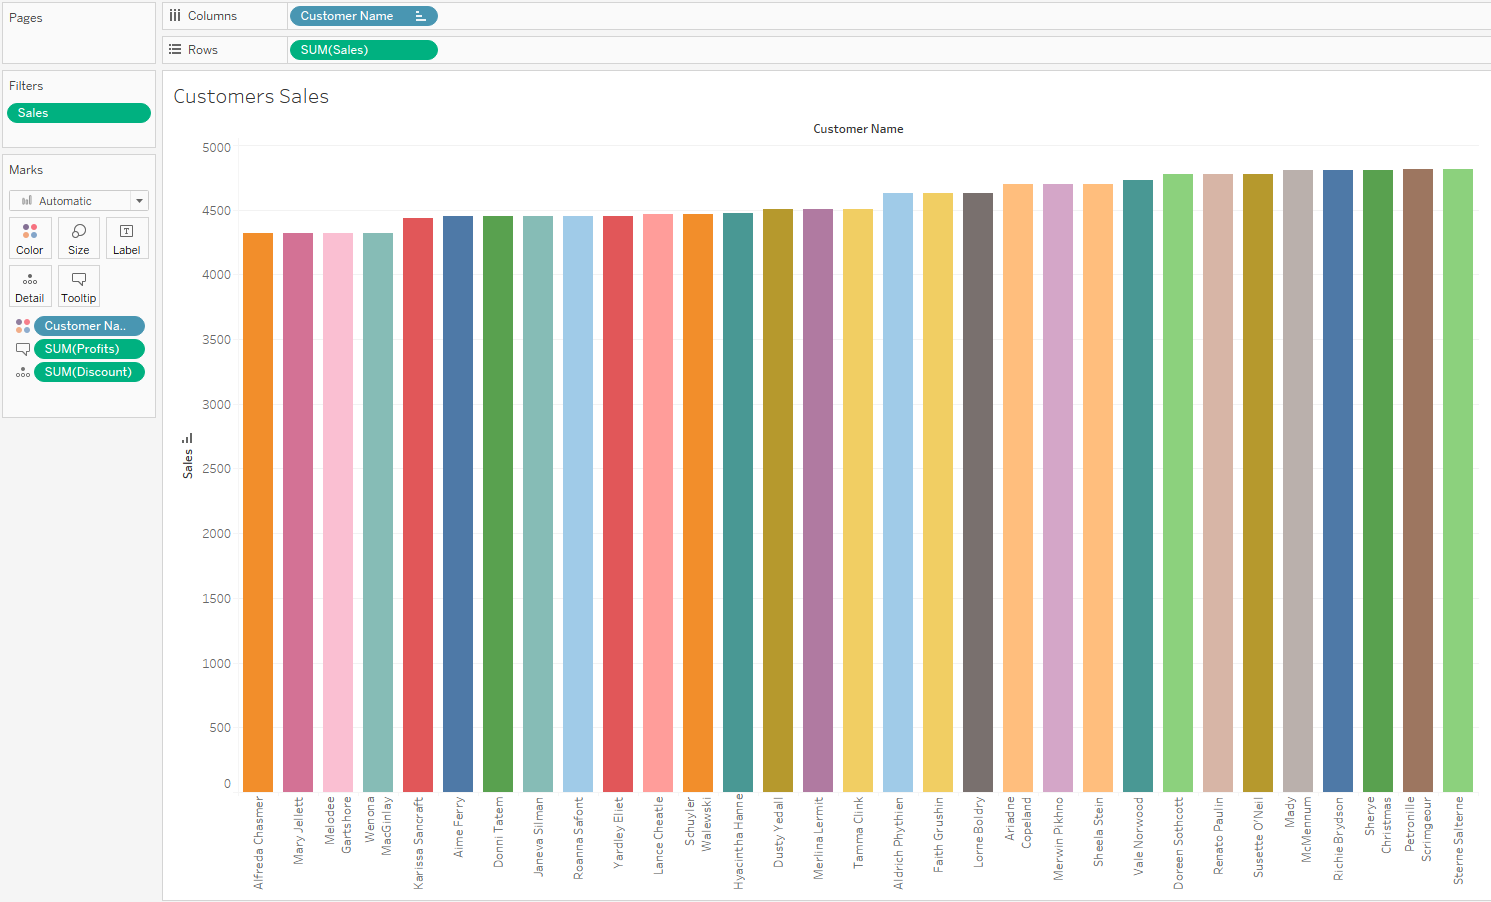 Pages
Columns
Customer Name
Rows
SUM(Sales)
Filters
Sales
Marks
Automatic
Color
Size
Label
Detail
Tooltip
Customer Na..
SUM(Profits)
SUM(Discount)
Customers Sales
Customer Name
5000
4500
4000
3500
3000
2500
2000
1500
1000
500
0
Sales
Alfreda Chasmer
Mary Jellett
Melodee
Gartshore
Wenona
MacGinlay
Karissa Sancraft
Aime Ferry
Donni Tatem
Janeva Silman
Roanna Safont
Yardley Eliet
Lance Cheatle
Schuyler
Walewski
Hyacintha Hanne
Dusty Yedall
Merlina Lermit
Tamma Clink
Aldrich Phythien
Faith Grushin
Lorne Boldry
Ariadne
Copeland
Merwin Pikhno
Sheela Stein
Vale Norwood
Doreen Sothcott
Renato Paulin
Susette O'Neil
Mady
McMennum
Richie Brydson
Sherye
Christmas
Petronille
Scrimgeour
Sterne Salterne